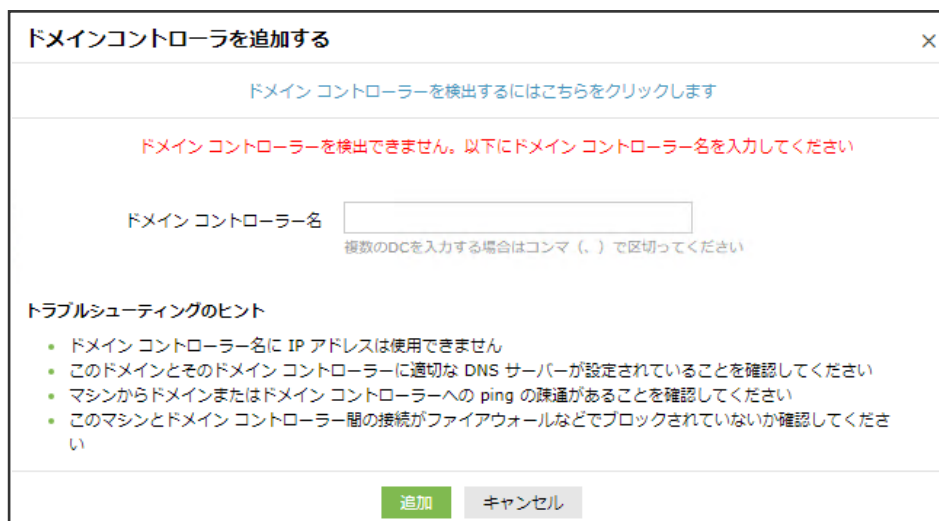 ドメインコントローラを追加する
×
ドメイン コントローラーを検出するにはこちらをクリックします
ドメイン コントローラーを検出できません。以下にドメイン コントローラー名を入力してください
ドメイン コントローラー名
複数のDCを入力する場合はコンマ（、）で区切ってください
トラブルシューティングのヒント
• ドメイン コントローラー名に IP アドレスは使用できません
• このドメインとそのドメイン コントローラーに適切な DNS サーバーが設定されていることを確認してください
• マシンからドメインまたはドメイン コントローラーへの ping の疎通があることを確認してください
• このマシンとドメイン コントローラー間の接続がファイアウォールなどでブロックされていないか確認してくださ
い
追加
キャンセル